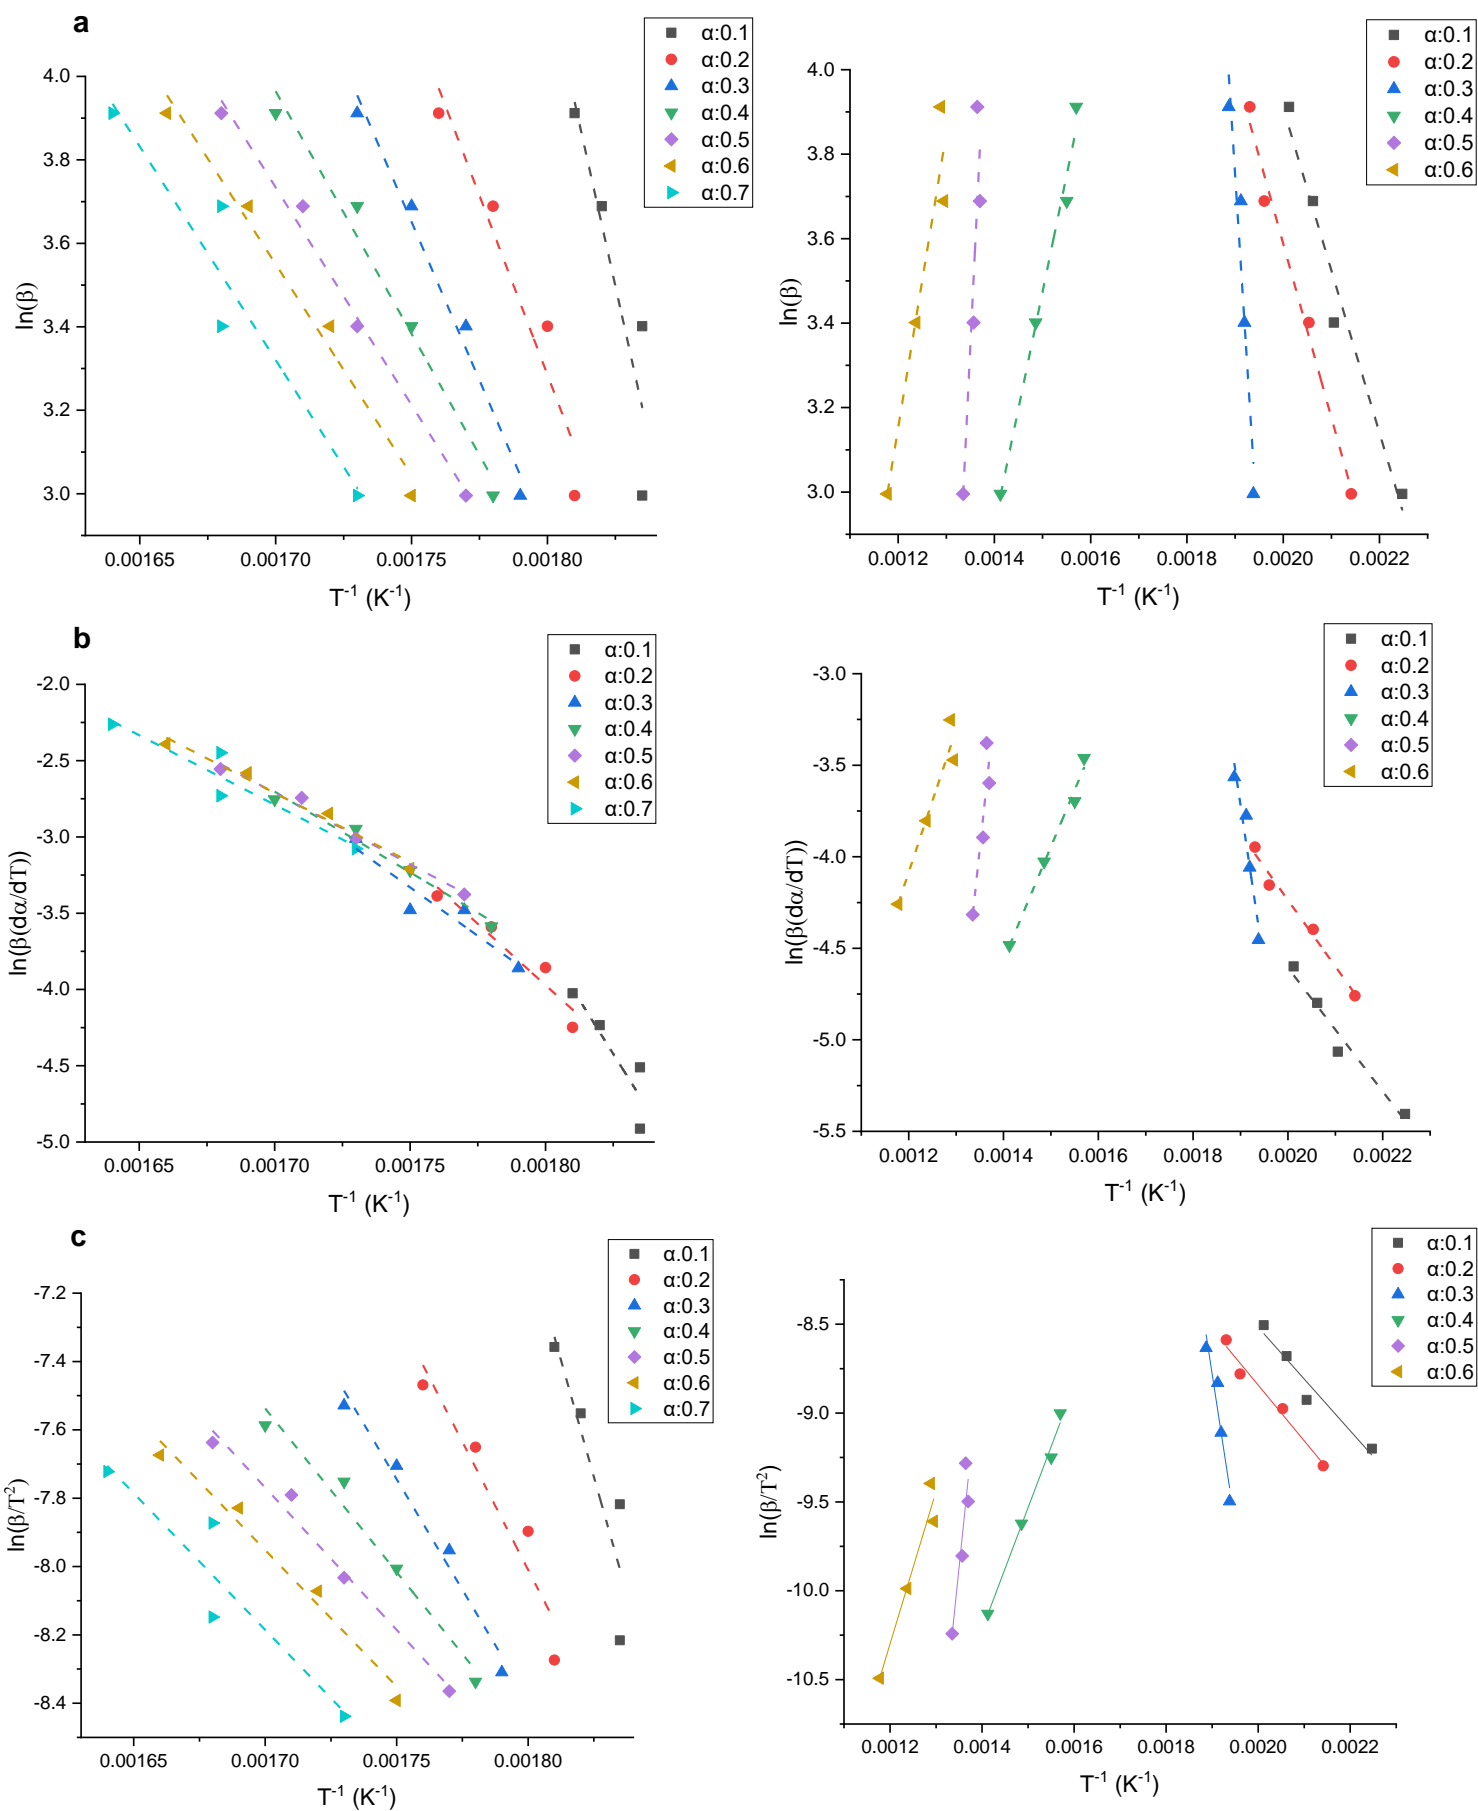 a
α:0.1
α:0.2
α:0.3
α:0.4
α:0.5
α:0.6
α:0.7
4.0
3.8
3.6
3.4
3.2
3.0
ln(β)
0.00165
0.00170
0.00175
0.00180
T⁻¹ (K⁻¹)
α:0.1
α:0.2
α:0.3
α:0.4
α:0.5
α:0.6
4.0
3.8
3.6
3.4
3.2
3.0
ln(β)
0.0012
0.0014
0.0016
0.0018
0.0020
0.0022
T⁻¹ (K⁻¹)
b
α:0.1
α:0.2
α:0.3
α:0.4
α:0.5
α:0.6
α:0.7
-2.0
-2.5
-3.0
-3.5
-4.0
-4.5
-5.0
ln(β(dα/dT))
0.00165
0.00170
0.00175
0.00180
T⁻¹ (K⁻¹)
α:0.1
α:0.2
α:0.3
α:0.4
α:0.5
α:0.6
-3.0
-3.5
-4.0
-4.5
-5.0
-5.5
ln(β(dα/dT))
0.0012
0.0014
0.0016
0.0018
0.0020
0.0022
T⁻¹ (K⁻¹)
c
α.0.1
α:0.2
α:0.3
α:0.4
α:0.5
α:0.6
α:0.7
-7.2
-7.4
-7.6
-7.8
-8.0
-8.2
-8.4
ln(β/T²)
0.00165
0.00170
0.00175
0.00180
T⁻¹ (K⁻¹)
α:0.1
α:0.2
α:0.3
α:0.4
α:0.5
α:0.6
-8.5
-9.0
-9.5
-10.0
-10.5
ln(β/T²)
0.0012
0.0014
0.0016
0.0018
0.0020
0.0022
T⁻¹ (K⁻¹)